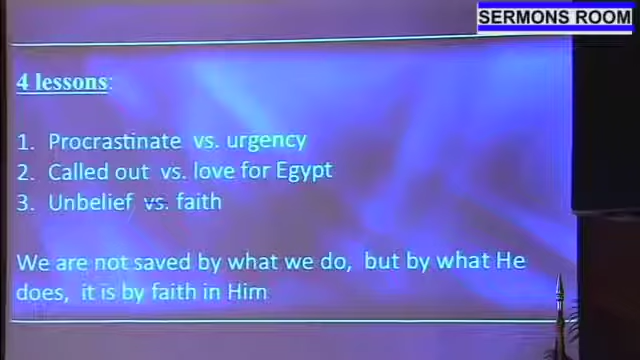 SERMONS ROOM
4 lessons:
1. Procrastinate vs. urgency
2. Called out vs. love for Egypt
3. Unbelief vs. faith
We are not saved by what we do, but by what He
does, it is by faith in Him